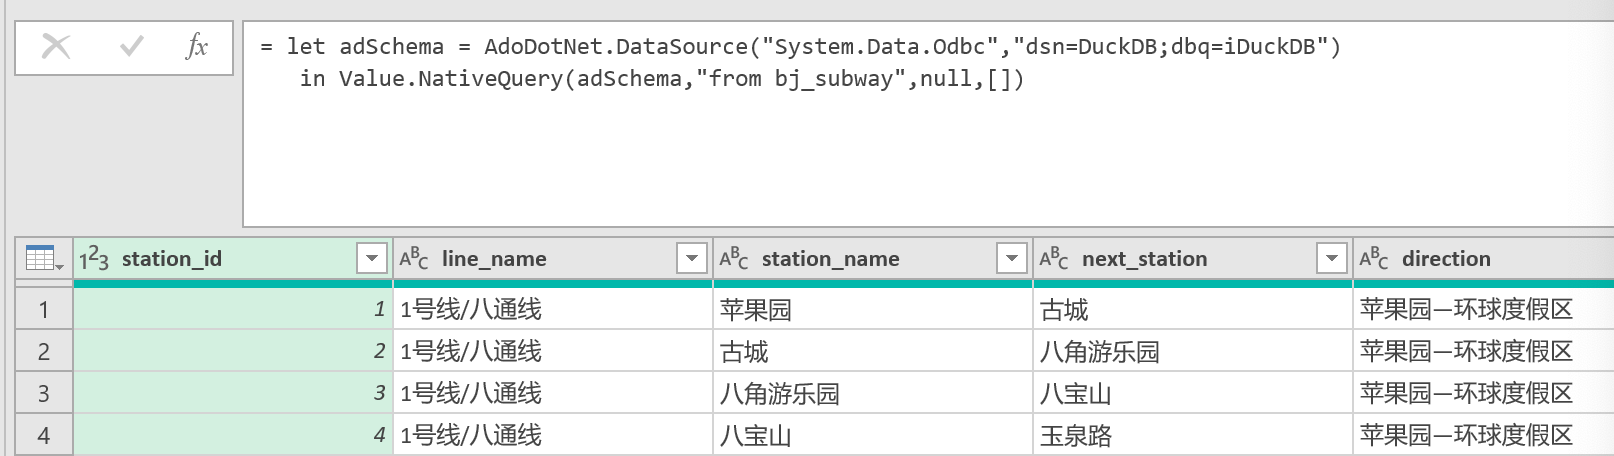 fx
= let adSchema = AdoDotNet.DataSource("System.Data.Odbc","dsn=DuckDB;dbq=iDuckDB")
in Value.NativeQuery(adSchema,"from bj_subway",null,[])
123 station_id ABC line_name ABC station_name ABC next_station ABC direction
1 1 1号线/八通线 苹果园 古城 苹果园—环球度假区
2 2 1号线/八通线 古城 八角游乐园 苹果园—环球度假区
3 3 1号线/八通线 八角游乐园 八宝山 苹果园—环球度假区
4 4 1号线/八通线 八宝山 玉泉路 苹果园—环球度假区